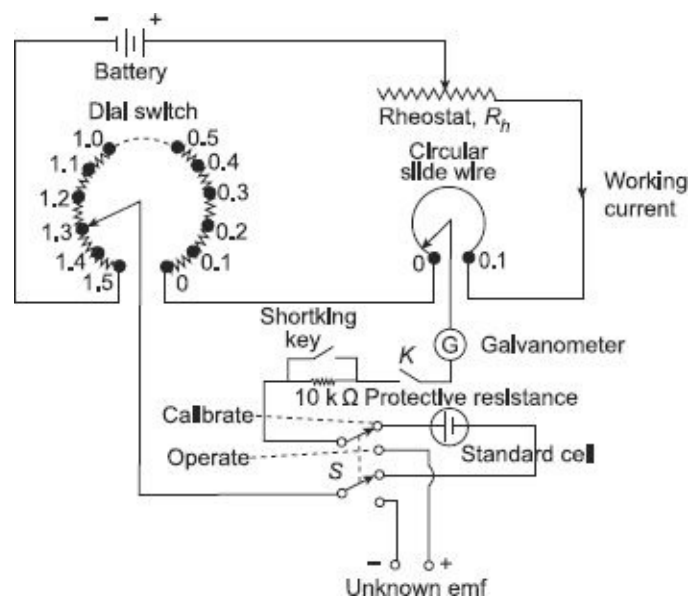 − +
Battery
Dial switch
Rheostat, Rh
1.0 0.5
1.1 0.4
1.2 0.3
1.3 0.2
1.4 0.1
1.5 0
Circular
slide wire
0 0.1
Working
current
Shortking
key
K
G Galvanometer
10 k Ω Protective resistance
Calibrate
Operate
Standard cell
S
− +
Unknown emf